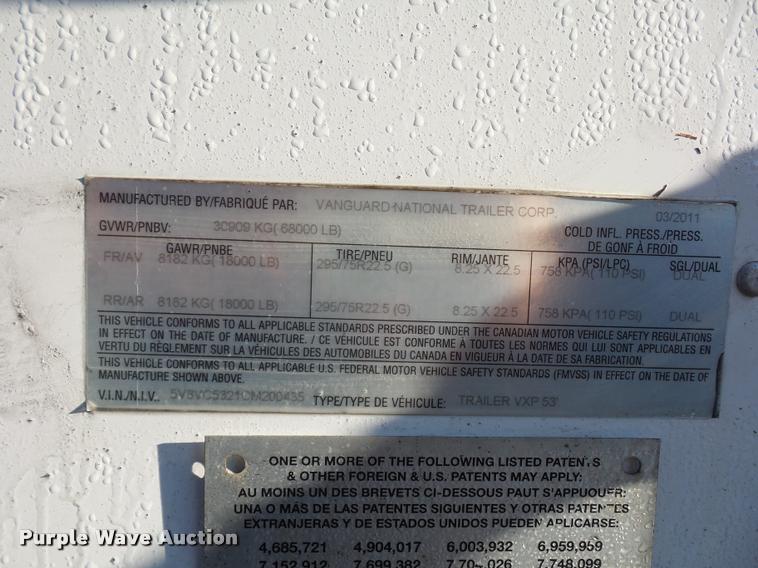 MANUFACTURED BY/FABRIQUÉ PAR: VANGUARD NATIONAL TRAILER CORP. 03/2011
GVWR/PNBV: 30909 KG( 68000 LB) COLD INFL. PRESS./PRESS.
DE GONF À FROID
GAWR/PNBE TIRE/PNEU RIM/JANTE KPA (PSI/LPC) SGL/DUAL
FR/AV 8182 KG( 18000 LB) 295/75R22.5 (G) 8.25 X 22.5 758 KPA( 110 PSI) DUAL
RR/AR 8182 KG( 18000 LB) 295/75R22.5 (G) 8.25 X 22.5 758 KPA( 110 PSI) DUAL
THIS VEHICLE CONFORMS TO ALL APPLICABLE STANDARDS PRESCRIBED UNDER THE CANADIAN MOTOR VEHICLE SAFETY REGULATIONS
IN EFFECT ON THE DATE OF MANUFACTURE. / CE VÉHICULE EST CONFORME À TOUTES LES NORMES QUI LUI SONT APPLICABLES EN
VERTU DU RÈGLEMENT SUR LA VÉHICULES DES AUTOMOBILES DU CANADA EN VIGUEUR À LA DATE DE SA FABRICATION.
THIS VEHICLE CONFORMS TO ALL APPLICABLE U.S. FEDERAL MOTOR VEHICLE SAFETY STANDARDS (FMVSS) IN EFFECT ON THE DATE OF
MANUFACTURE SHOWN ABOVE.
V.I.N./N.I.V.: 5V8VC5321CM200435 TYPE/TYPE DE VÉHICULE: TRAILER VXP 53'
ONE OR MORE OF THE FOLLOWING LISTED PATENTS
& OTHER FOREIGN & U.S. PATENTS MAY APPLY:
AU MOINS UN DES BREVETS CI-DESSOUS PAUT S'APPUOUER:
UNA O MÁS DE LAS PATENTES SIGUIENTES Y OTRAS PATENTES
EXTRANJERAS Y DE ESTADOS UNIDOS PUEDEN APLICARSE:
4,685,721 4,904,017 6,003,932 6,959,959
7,152,912 7,699,382 7,748,099
Purple Wave Auction